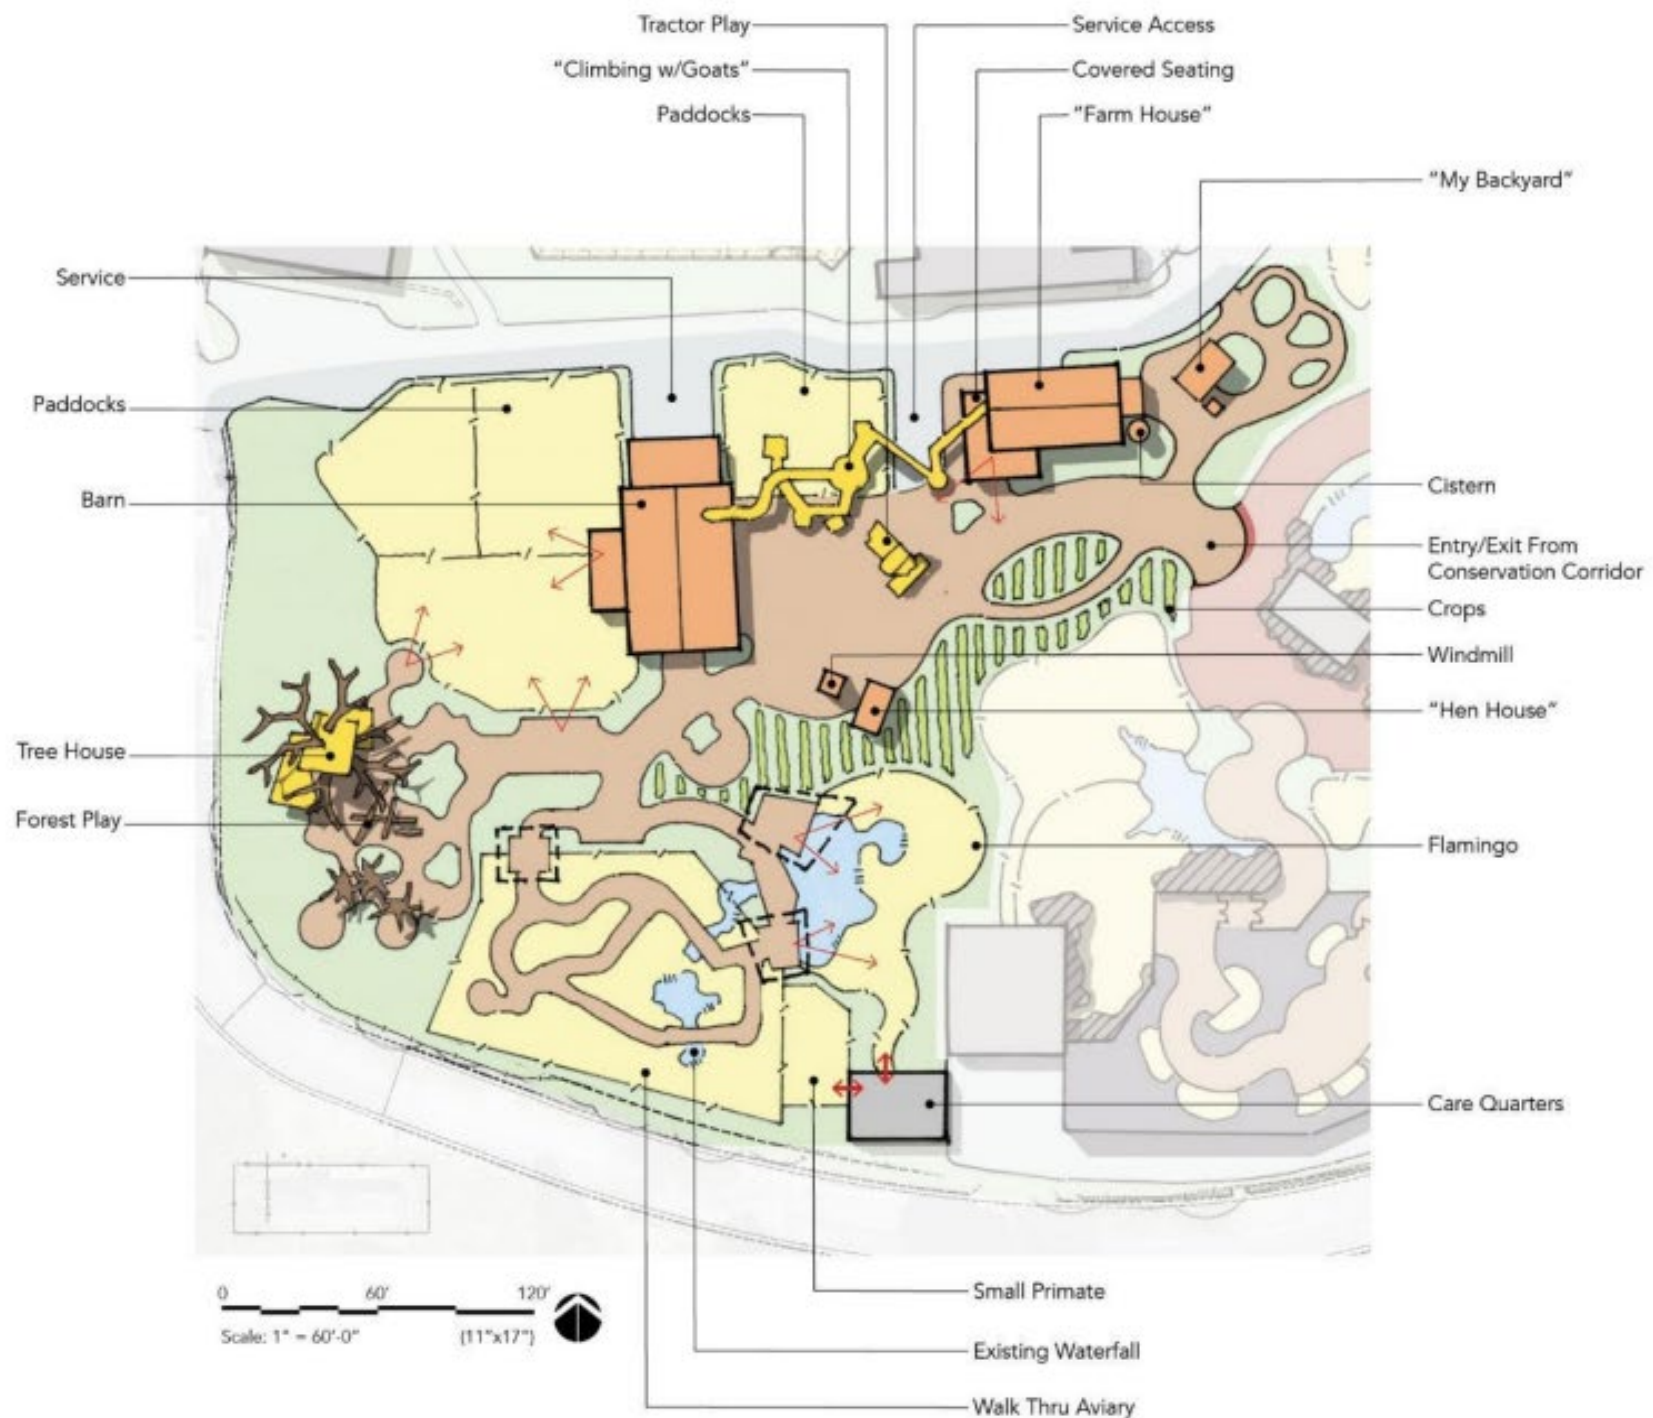 Tractor Play
Service Access
“Climbing w/Goats”
Covered Seating
Paddocks
“Farm House”
“My Backyard”
Service
Paddocks
Barn
Cistern
Entry/Exit From
Conservation Corridor
Crops
Windmill
“Hen House”
Tree House
Forest Play
Flamingo
Care Quarters
0 60' 120'
Scale: 1" = 60'-0" (11"x17")
Small Primate
Existing Waterfall
Walk Thru Aviary